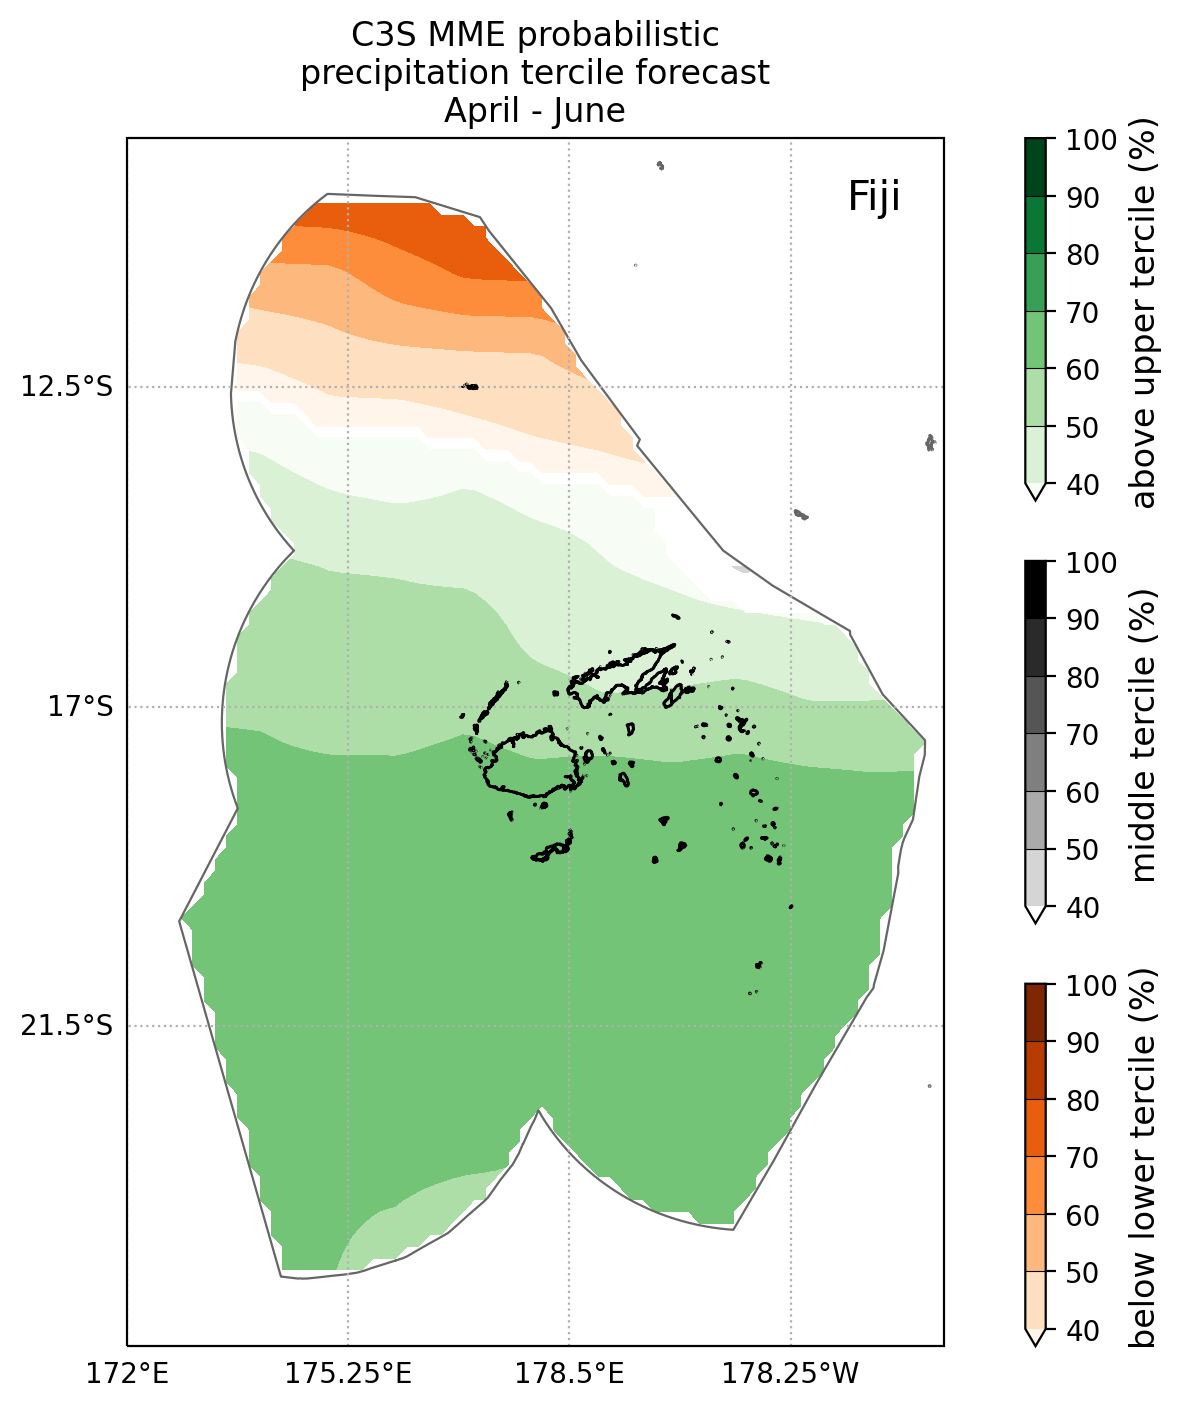 C3S MME probabilistic
precipitation tercile forecast
April - June
Fiji
12.5°S
17°S
21.5°S
172°E
175.25°E
178.5°E
178.25°W
100
90
80
70
60
50
40
above upper tercile (%)
100
90
80
70
60
50
40
middle tercile (%)
100
90
80
70
60
50
40
below lower tercile (%)